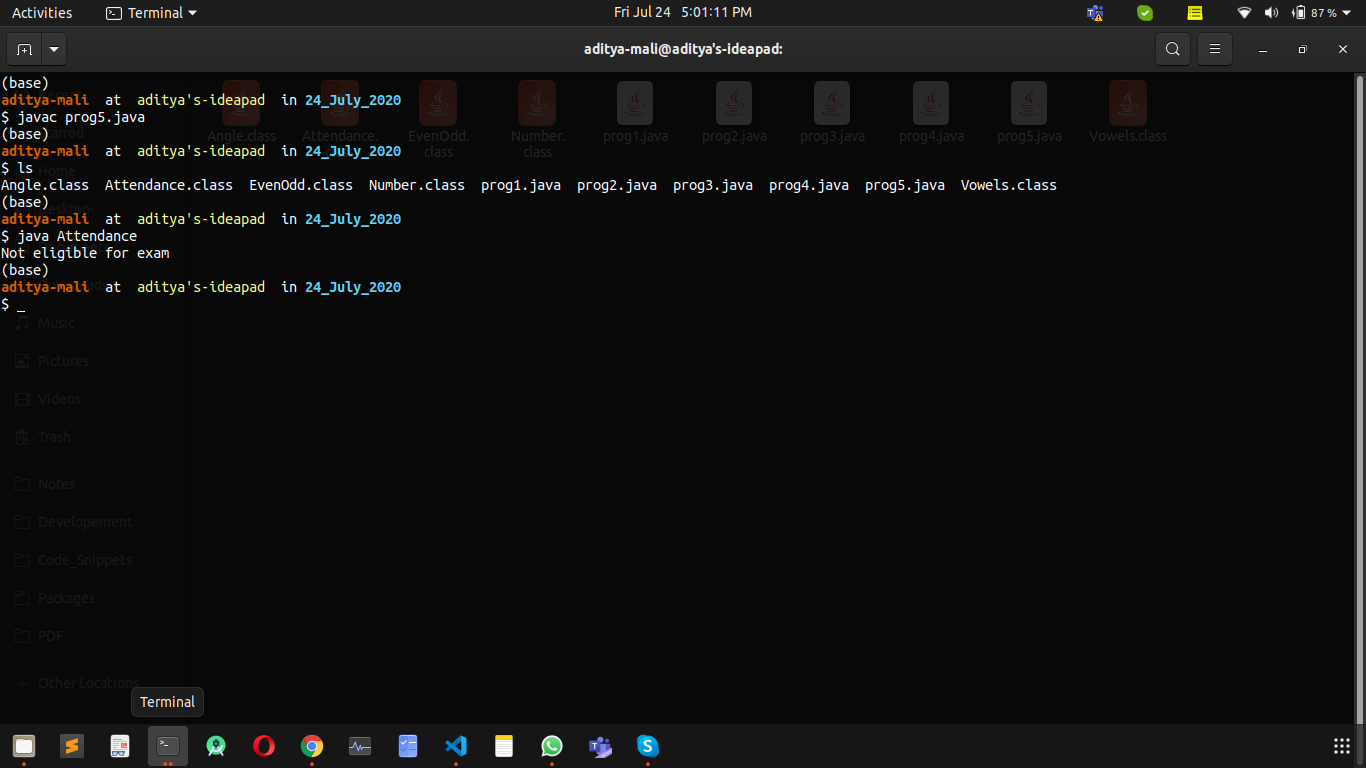 Activities Terminal Fri Jul 24 5:01:11 PM 87 %
aditya-mali@aditya's-ideapad:
(base)
aditya-mali at aditya's-ideapad in 24_July_2020
$ javac prog5.java
(base)
aditya-mali at aditya's-ideapad in 24_July_2020
$ ls
Angle.class Attendance.class EvenOdd.class Number.class prog1.java prog2.java prog3.java prog4.java prog5.java Vowels.class
(base)
aditya-mali at aditya's-ideapad in 24_July_2020
$ java Attendance
Not eligible for exam
(base)
aditya-mali at aditya's-ideapad in 24_July_2020
$ _
Angle.class Attendance. EvenOdd. Number. prog1.java prog2.java prog3.java prog4.java prog5.java Vowels.class
class class
Home
Desktop
Music
Pictures
Videos
Trash
Notes
Developement
Code_Snippets
Packages
PDF
Other Locations
Terminal